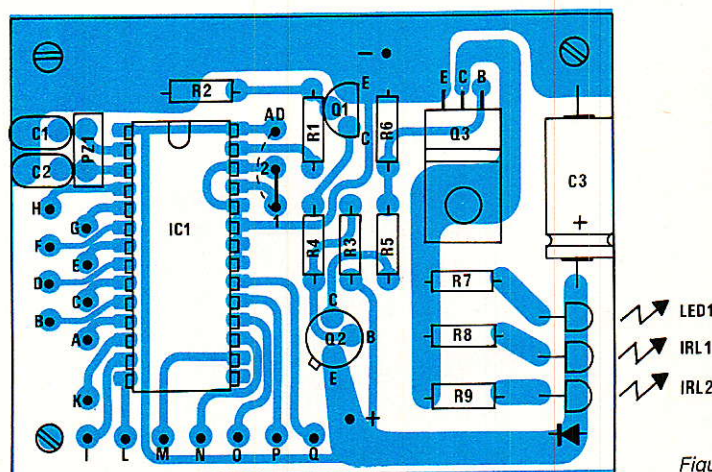 −
E C B
R2
E
AD
Q1
C
R1
R6
Q3
C1
PZ1
C2
2
1
C3
+
H
G
F
E
D
C
B
A
IC1
R4
R3
R5
R7
C
Q2
B
E
R8
R9
LED1
IRL1
IRL2
K
+
I L M N O P Q
Figu